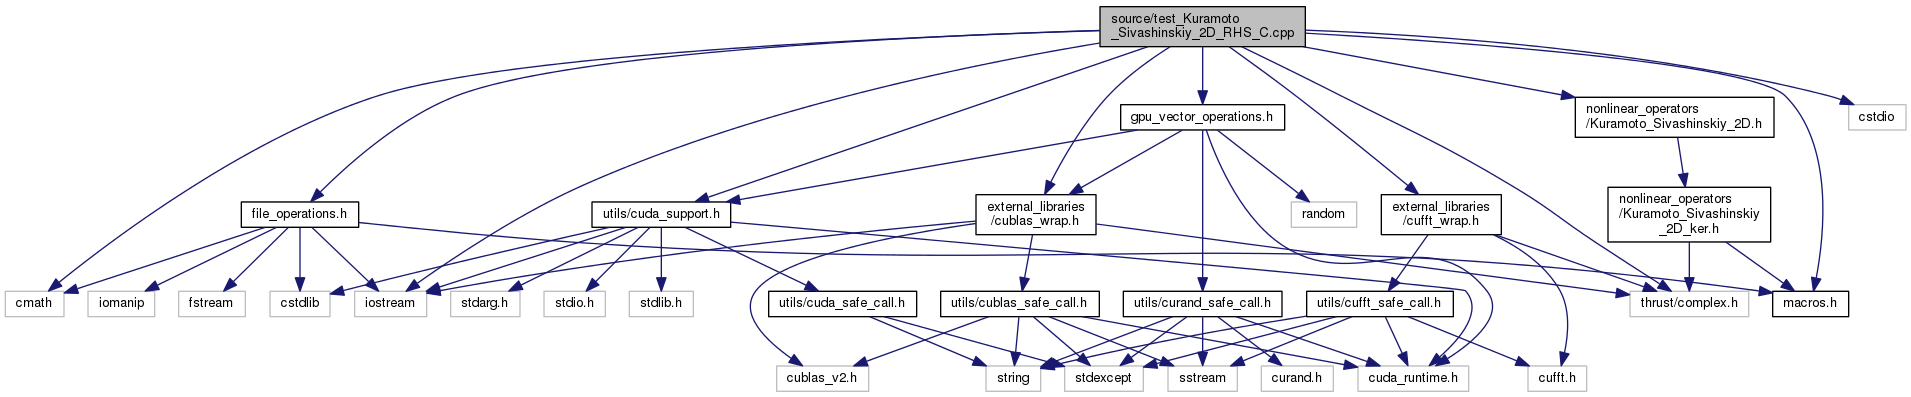 source/test_Kuramoto
_Sivashinskiy_2D_RHS_C.cpp
gpu_vector_operations.h
nonlinear_operators
/Kuramoto_Sivashinskiy_2D.h
cstdio
file_operations.h
utils/cuda_support.h
external_libraries
/cublas_wrap.h
random
external_libraries
/cufft_wrap.h
nonlinear_operators
/Kuramoto_Sivashinskiy
_2D_ker.h
cmath
iomanip
fstream
cstdlib
iostream
stdarg.h
stdio.h
stdlib.h
utils/cuda_safe_call.h
utils/cublas_safe_call.h
utils/curand_safe_call.h
utils/cufft_safe_call.h
thrust/complex.h
macros.h
cublas_v2.h
string
stdexcept
sstream
curand.h
cuda_runtime.h
cufft.h